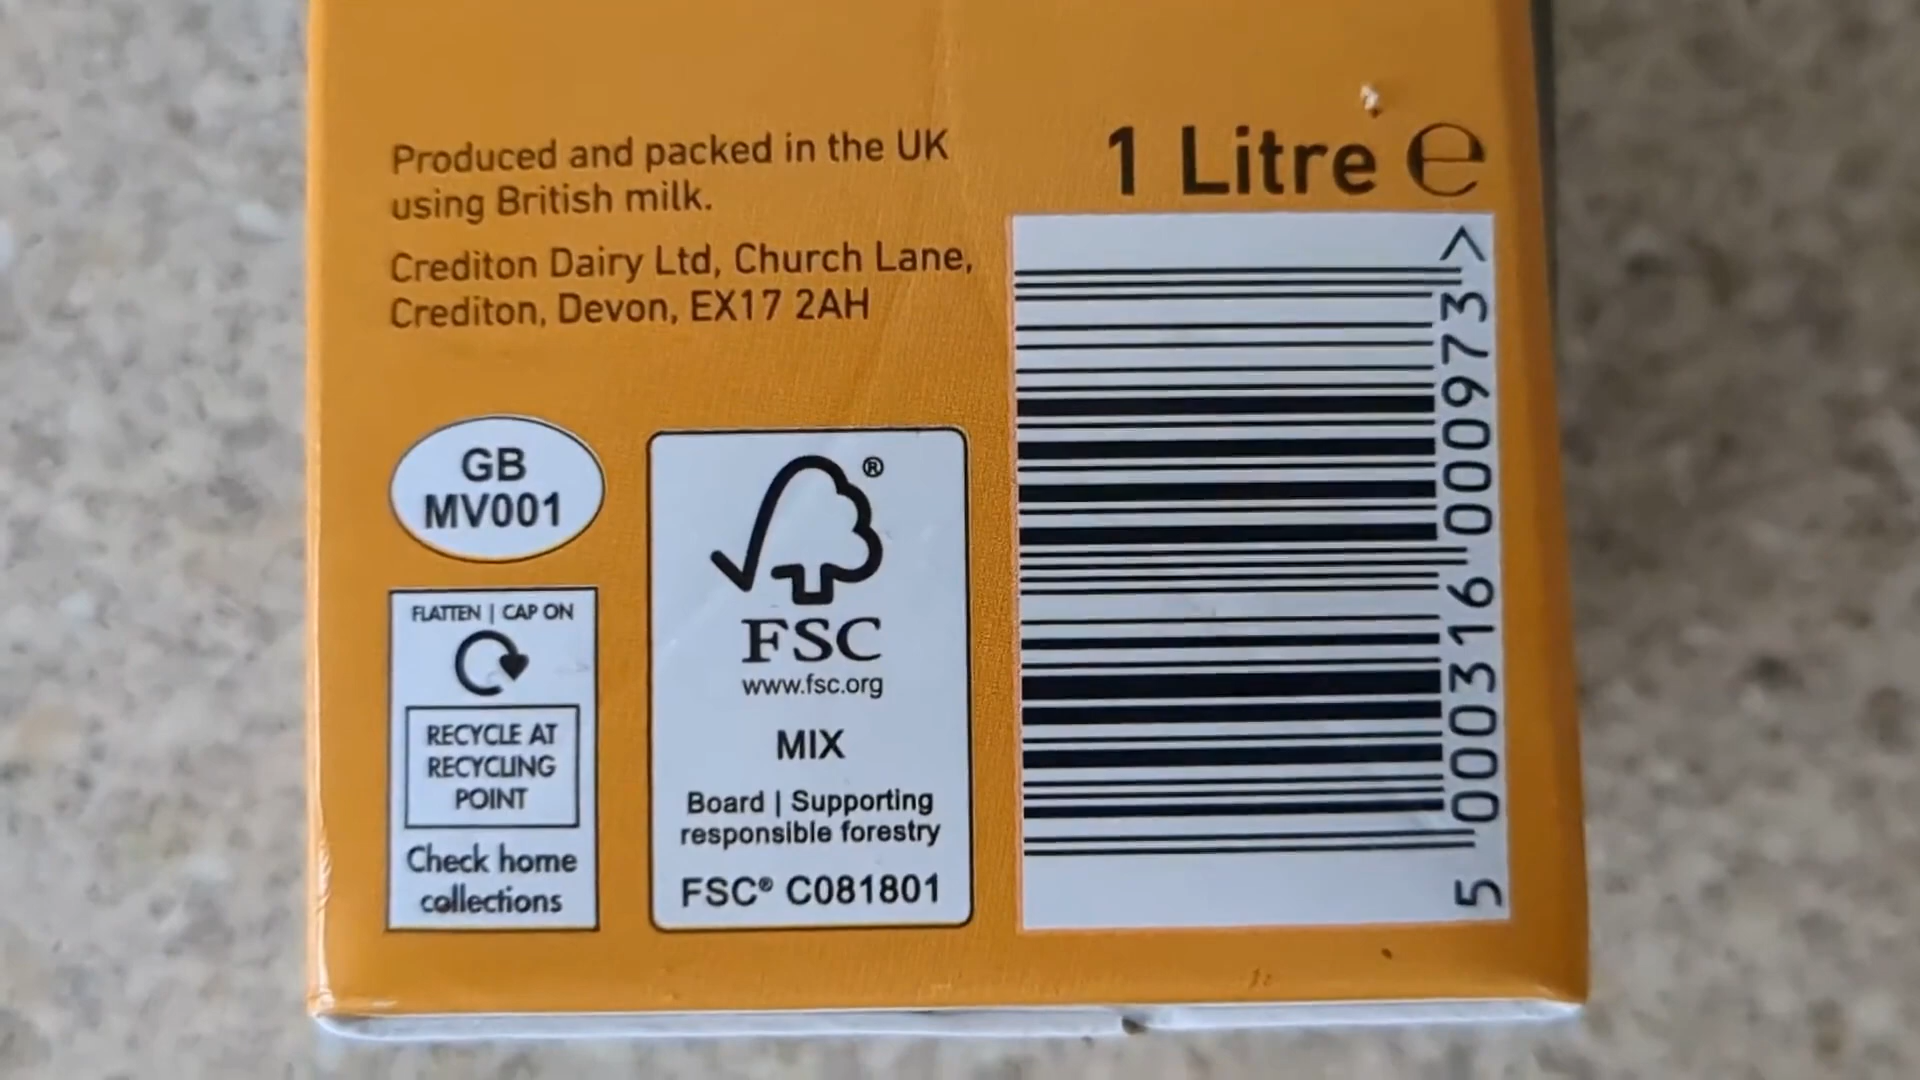 Produced and packed in the UK
using British milk.
Crediton Dairy Ltd, Church Lane,
Crediton, Devon, EX17 2AH
1 Litre ℮
GB
MV001
FLATTEN | CAP ON
RECYCLE AT
RECYCLING
POINT
Check home
collections
®
FSC
www.fsc.org
MIX
Board | Supporting
responsible forestry
FSC® C081801
5 000316 000973 >